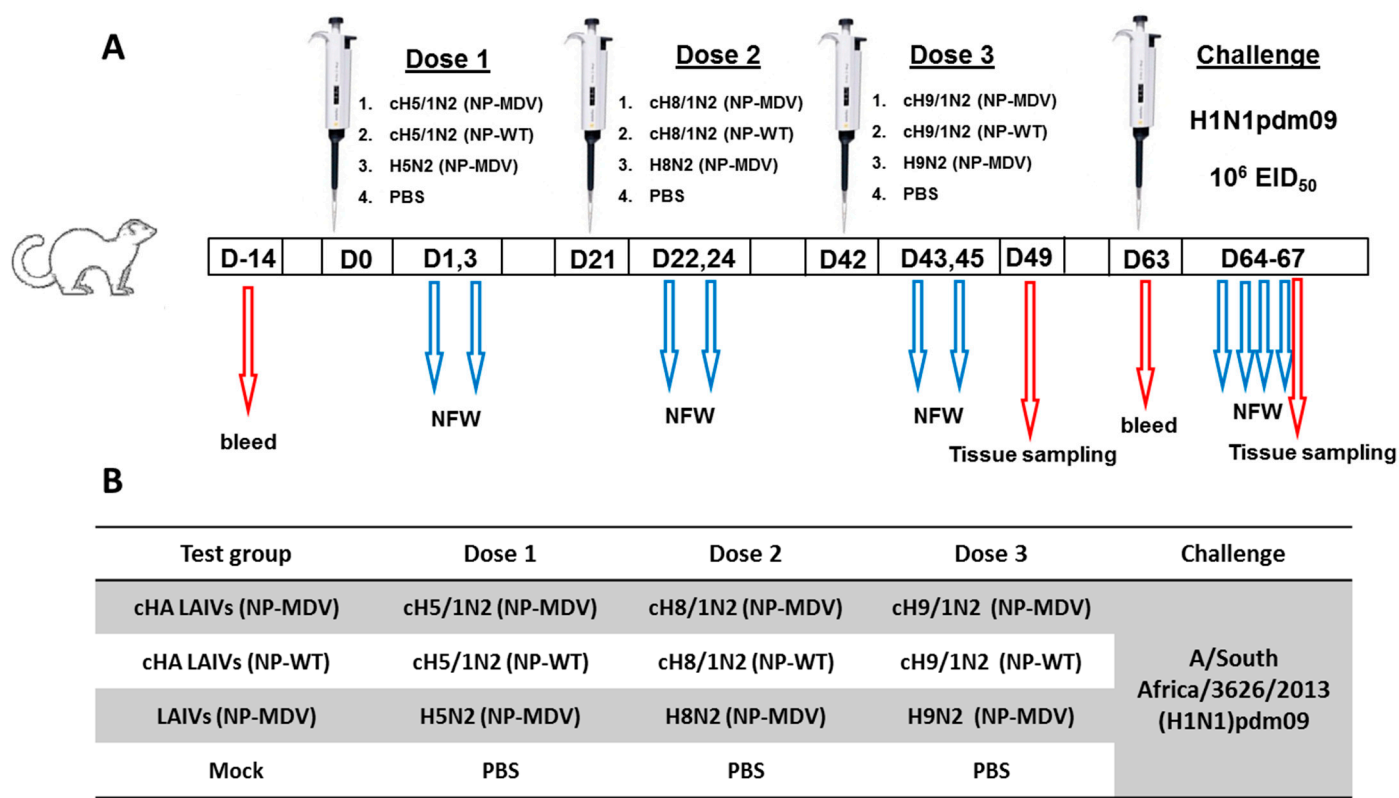 A
Dose 1
1. cH5/1N2 (NP-MDV)
2. cH5/1N2 (NP-WT)
3. H5N2 (NP-MDV)
4. PBS
Dose 2
1. cH8/1N2 (NP-MDV)
2. cH8/1N2 (NP-WT)
3. H8N2 (NP-MDV)
4. PBS
Dose 3
1. cH9/1N2 (NP-MDV)
2. cH9/1N2 (NP-WT)
3. H9N2 (NP-MDV)
4. PBS
Challenge
H1N1pdm09
10⁶ EID₅₀
D-14 D0 D1,3 D21 D22,24 D42 D43,45 D49 D63 D64-67
bleed
NFW
NFW
NFW
Tissue sampling
bleed
NFW
Tissue sampling
B
Test group Dose 1 Dose 2 Dose 3 Challenge
cHA LAIVs (NP-MDV) cH5/1N2 (NP-MDV) cH8/1N2 (NP-MDV) cH9/1N2 (NP-MDV)
cHA LAIVs (NP-WT) cH5/1N2 (NP-WT) cH8/1N2 (NP-WT) cH9/1N2 (NP-WT)
LAIVs (NP-MDV) H5N2 (NP-MDV) H8N2 (NP-MDV) H9N2 (NP-MDV)
Mock PBS PBS PBS
A/South
Africa/3626/2013
(H1N1)pdm09